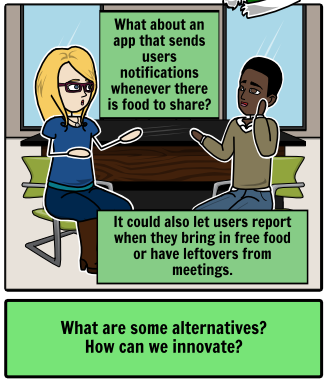 What about an
app that sends
users
notifications
whenever there
is food to share?
It could also let users report
when they bring in free food
or have leftovers from
meetings.
What are some alternatives?
How can we innovate?